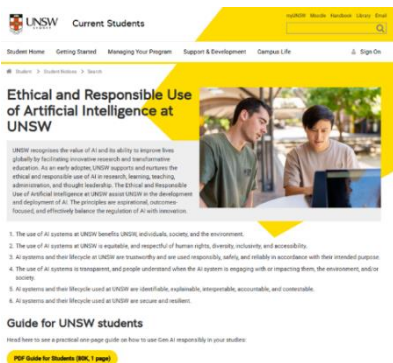 UNSW
SYDNEY
Current Students
myUNSW Moodle Handbook Library Email
Student Home Getting Started Managing Your Program Support & Development Campus Life Sign On
Student > Student Notices > Search
Ethical and Responsible Use
of Artificial Intelligence at
UNSW
UNSW recognises the value of AI and its ability to improve lives
globally by facilitating innovative research and transformative
education. As an early adopter, UNSW supports and nurtures the
ethical and responsible use of AI in research, learning, teaching,
administration, and thought leadership. The Ethical and Responsible
Use of Artificial Intelligence at UNSW assist UNSW in the development
and deployment of AI. The principles are aspirational, outcomes-
focused, and effectively balance the regulation of AI with innovation.
1. The use of AI systems at UNSW benefits UNSW, individuals, society, and the environment.
2. The use of AI systems at UNSW is equitable, and respectful of human rights, diversity, inclusivity, and accessibility.
3. AI systems and their lifecycle at UNSW are trustworthy and are used responsibly, safely, and reliably in accordance with their intended purpose.
4. The use of AI systems is transparent, and people understand when the AI system is engaging with or impacting them, the environment, and/or
society.
5. AI systems and their lifecycle used at UNSW are identifiable, explainable, interpretable, accountable, and contestable.
6. AI systems and their lifecycle used at UNSW are secure and resilient.
Guide for UNSW students
Head here to see a practical one page guide on how to use Gen AI responsibly in your studies:
PDF Guide for Students (80K, 1 page)